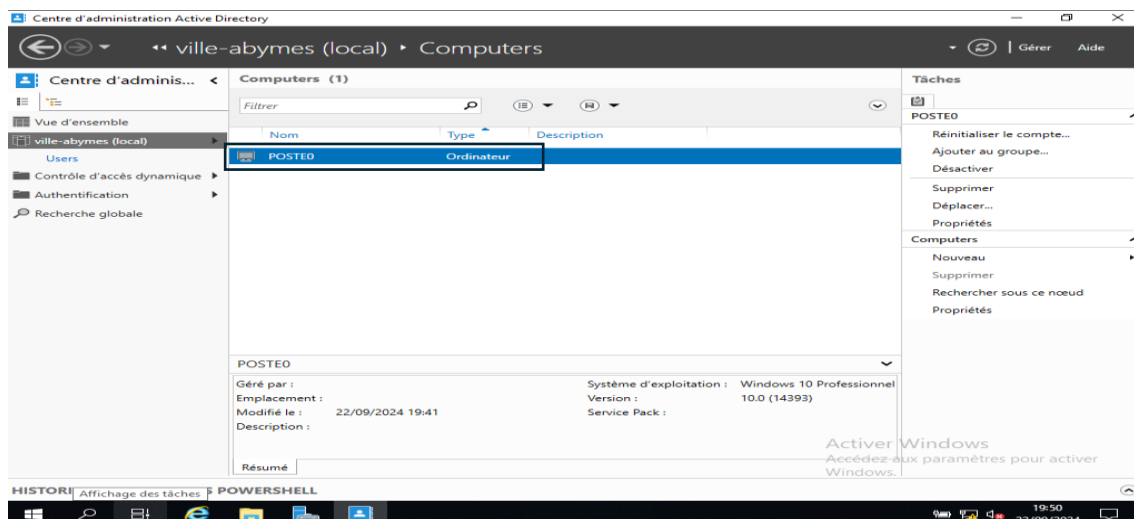 Centre d'administration Active Directory
ville-abymes (local) ‣ Computers
Gérer Aide
Centre d'adminis...
Vue d'ensemble
ville-abymes (local)
Users
Contrôle d'accès dynamique
Authentification
Recherche globale
Computers (1)
Filtrer
Nom Type Description
POSTE0 Ordinateur
POSTE0
Géré par :
Emplacement :
Modifié le : 22/09/2024 19:41
Description :
Système d'exploitation : Windows 10 Professionnel
Version : 10.0 (14393)
Service Pack :
Résumé
Tâches
POSTE0
Réinitialiser le compte...
Ajouter au groupe...
Désactiver
Supprimer
Déplacer...
Propriétés
Computers
Nouveau
Supprimer
Rechercher sous ce nœud
Propriétés
Activer Windows
Accédez aux paramètres pour activer
Windows.
POWERSHELL
Affichage des tâches
19:50